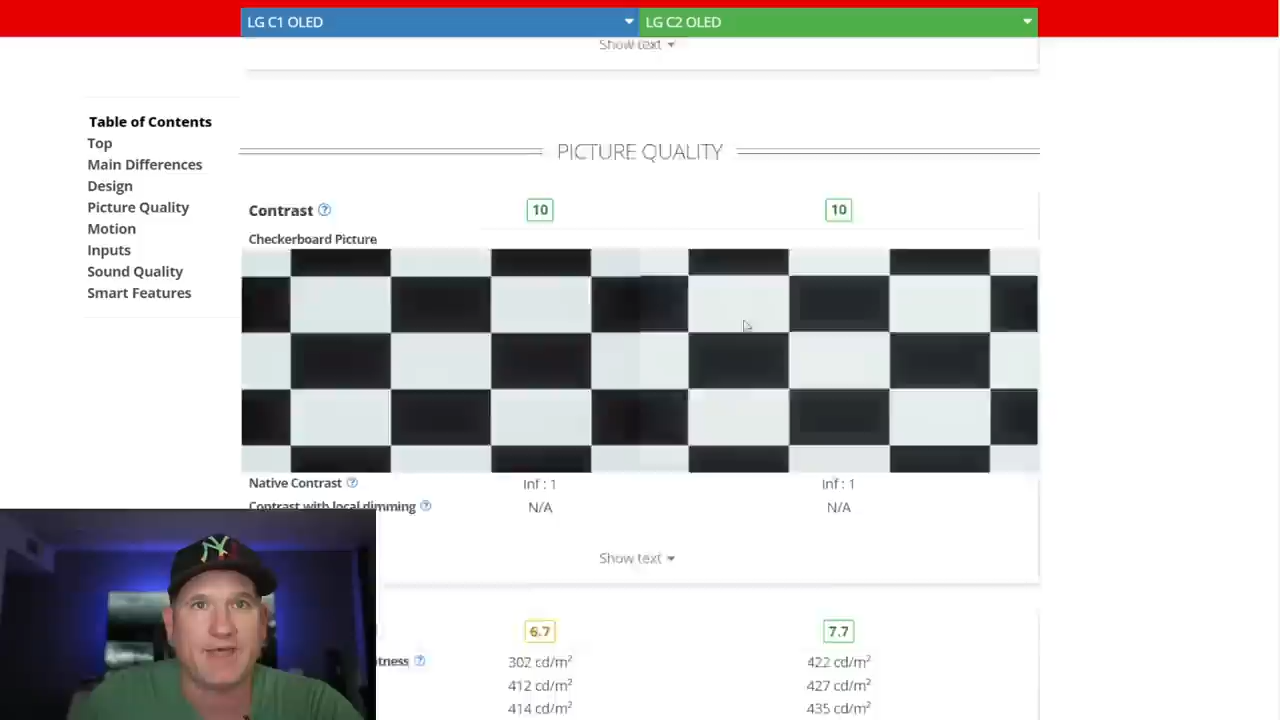 LG C1 OLED LG C2 OLED
Show text
PICTURE QUALITY
Table of Contents
Top
Main Differences
Design
Picture Quality
Motion
Inputs
Sound Quality
Smart Features
Contrast ? 10 10
Checkerboard Picture
Native Contrast ? Inf : 1 Inf : 1
Contrast with local dimming ? N/A N/A
Show text
6.7 7.7
? 302 cd/m² 422 cd/m²
412 cd/m² 427 cd/m²
414 cd/m² 435 cd/m²
NY